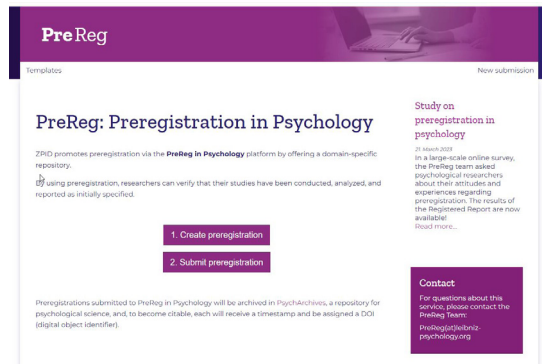 PreReg
Templates
New submission
PreReg: Preregistration in Psychology
ZPID promotes preregistration via the PreReg in Psychology platform by offering a domain-specific
repository.
By using preregistration, researchers can verify that their studies have been conducted, analyzed, and
reported as initially specified.
1. Create preregistration
2. Submit preregistration
Preregistrations submitted to PreReg in Psychology will be archived in PsychArchives, a repository for
psychological science, and, to become citable, each will receive a timestamp and be assigned a DOI
(digital object identifier).
Study on
preregistration in
psychology
21. March 2023
In a large-scale online survey,
the PreReg team asked
psychological researchers
about their attitudes and
experiences regarding
preregistration. The results of
the Registered Report are now
available!
Read more...
Contact
For questions about this
service, please contact the
PreReg Team:
PreReg(at)leibniz-
psychology.org